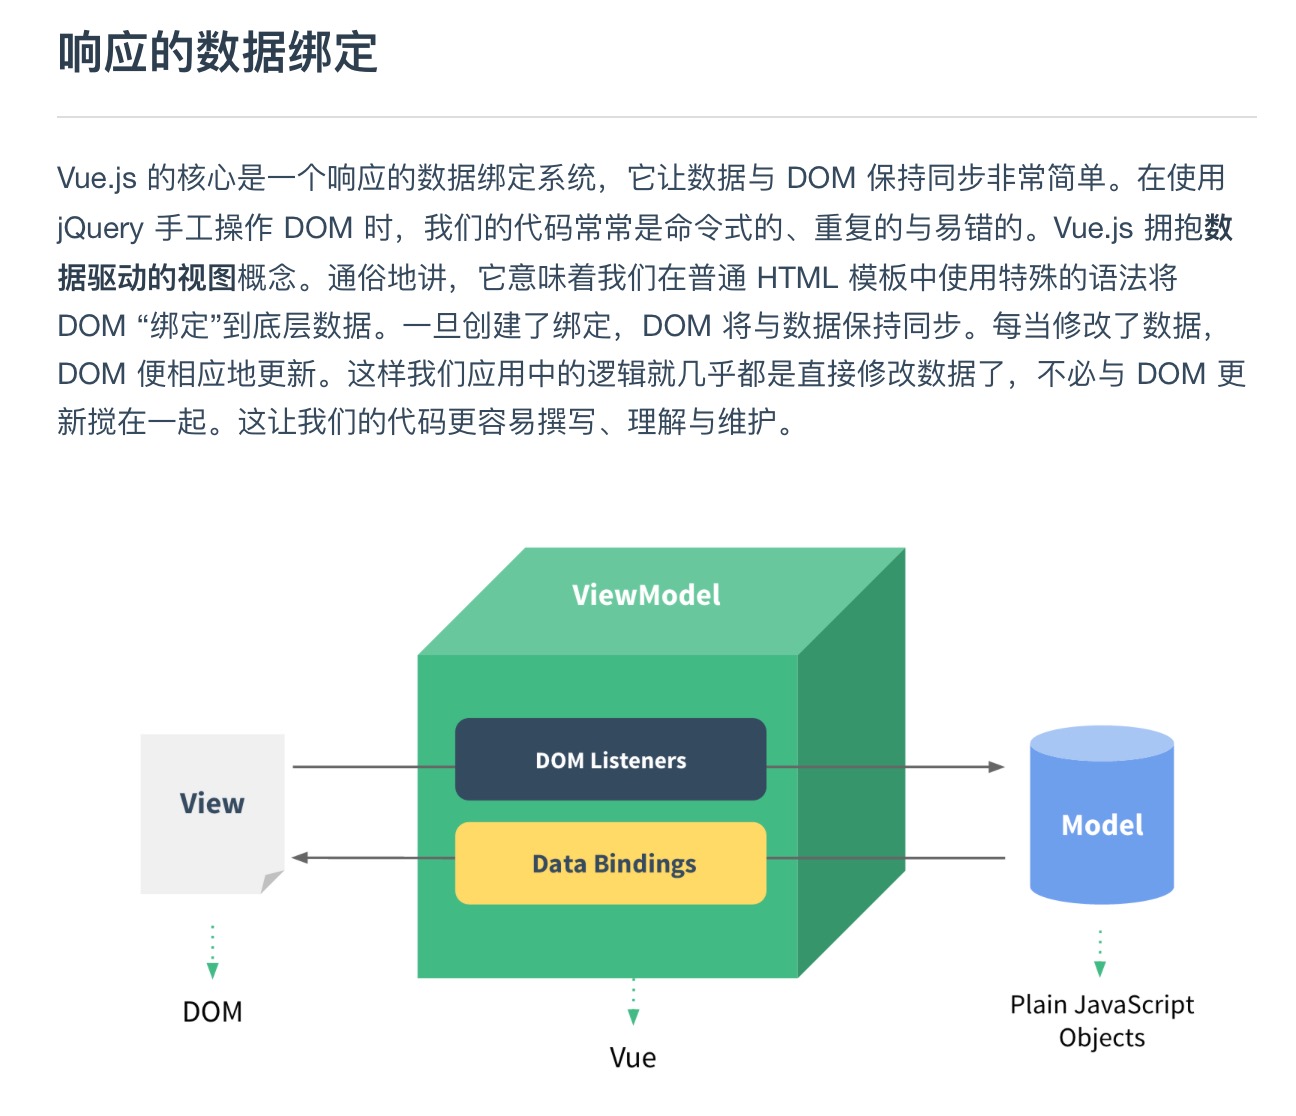 响应的数据绑定
Vue.js 的核心是一个响应的数据绑定系统，它让数据与 DOM 保持同步非常简单。在使用
jQuery 手工操作 DOM 时，我们的代码常常是命令式的、重复的与易错的。Vue.js 拥抱数
据驱动的视图概念。通俗地讲，它意味着我们在普通 HTML 模板中使用特殊的语法将
DOM “绑定”到底层数据。一旦创建了绑定，DOM 将与数据保持同步。每当修改了数据，
DOM 便相应地更新。这样我们应用中的逻辑就几乎都是直接修改数据了，不必与 DOM 更
新搅在一起。这让我们的代码更容易撰写、理解与维护。
ViewModel
DOM Listeners
View
Model
Data Bindings
DOM
Plain JavaScript
Objects
Vue